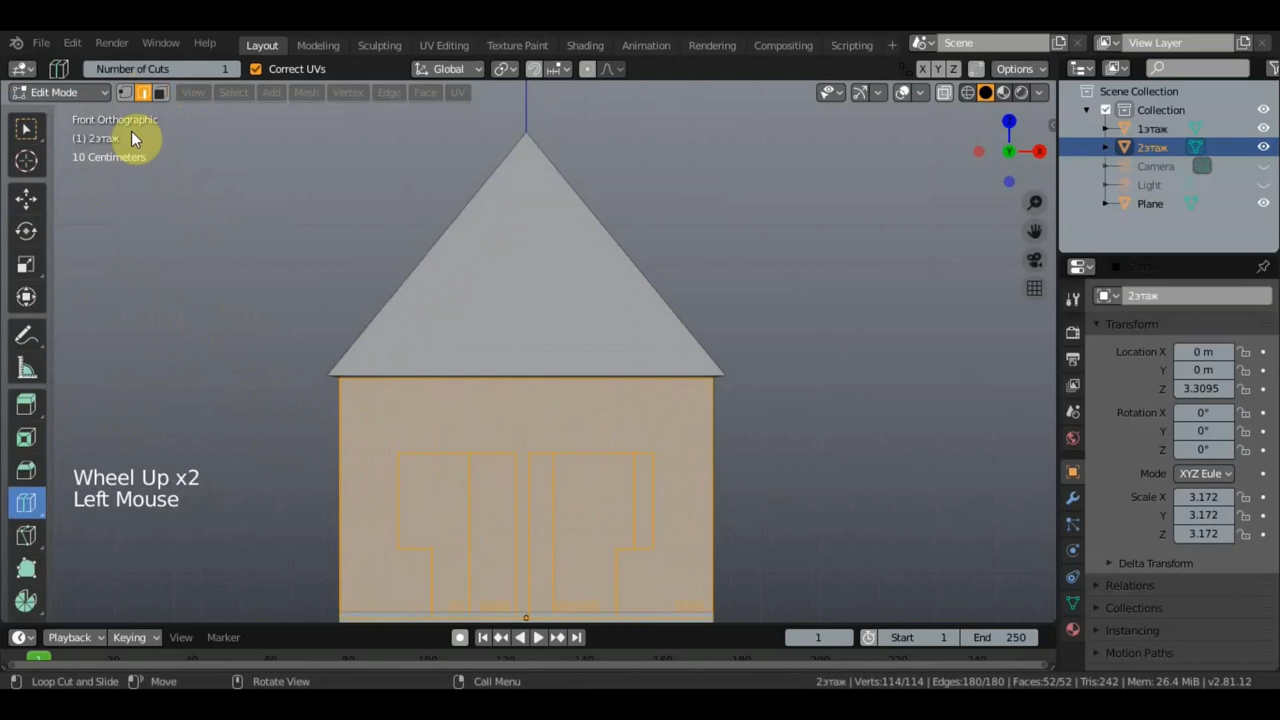 File Edit Render Window Help Layout Modeling Sculpting UV Editing Texture Paint Shading Animation Rendering Compositing Scripting + Scene View Layer
Number of Cuts 1 Correct UVs Global X Y Z Options
Edit Mode View Select Add Mesh Vertex Edge Face UV
Scene Collection
Collection
1этаж
2этаж
Camera
Light
Plane
Front Orthographic
(1) 2этаж
10 Centimeters
Z
Y
X
Wheel Up x2
Left Mouse
2этаж
2этаж
Transform
Location X 0 m
Y 0 m
Z 3.3095
Rotation X 0°
Y 0°
Z 0°
Mode XYZ Eule
Scale X 3.172
Y 3.172
Z 3.172
Delta Transform
Relations
Collections
Instancing
Motion Paths
Playback Keying View Marker 1 Start 1 End 250
1
Loop Cut and Slide Move Rotate View Call Menu 2этаж | Verts:114/114 | Edges:180/180 | Faces:52/52 | Tris:242 | Mem: 26.4 MiB | v2.81.12